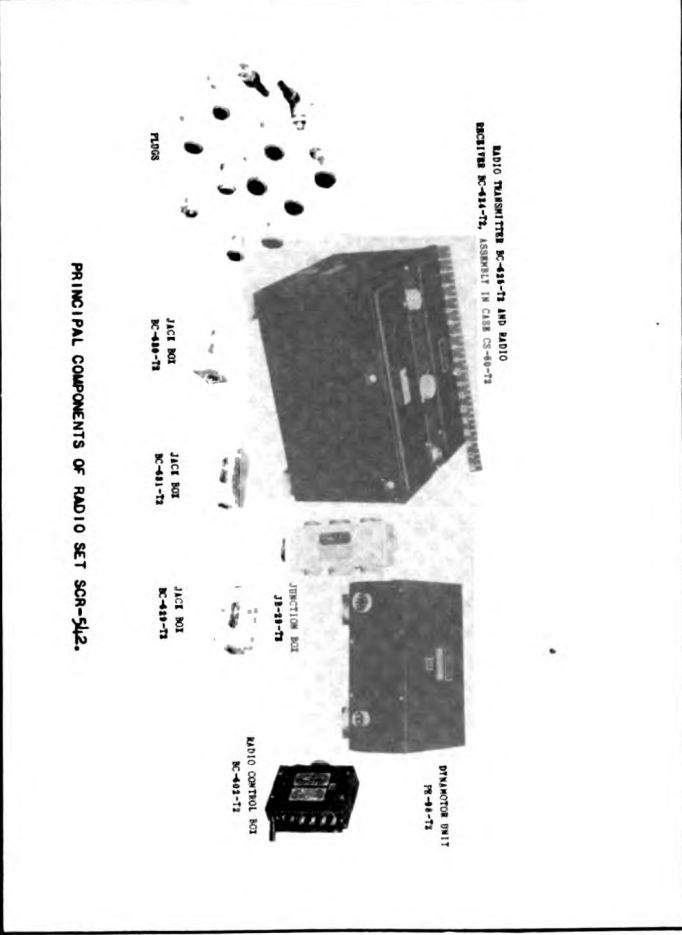 RADIO TRANSMITTER BC-625-T2 AND RADIO
RECEIVER BC-624-T2, ASSEMBLY IN CASE CS-80-T2
DYNAMOTOR UNIT
PE-98-T2
JUNCTION BOX
JB-29-T2
RADIO CONTROL BOX
BC-602-T2
PLUGS
JACK BOX
BC-630-T2
JACK BOX
BC-631-T2
JACK BOX
BC-629-T2
PRINCIPAL COMPONENTS OF RADIO SET SCR-542.